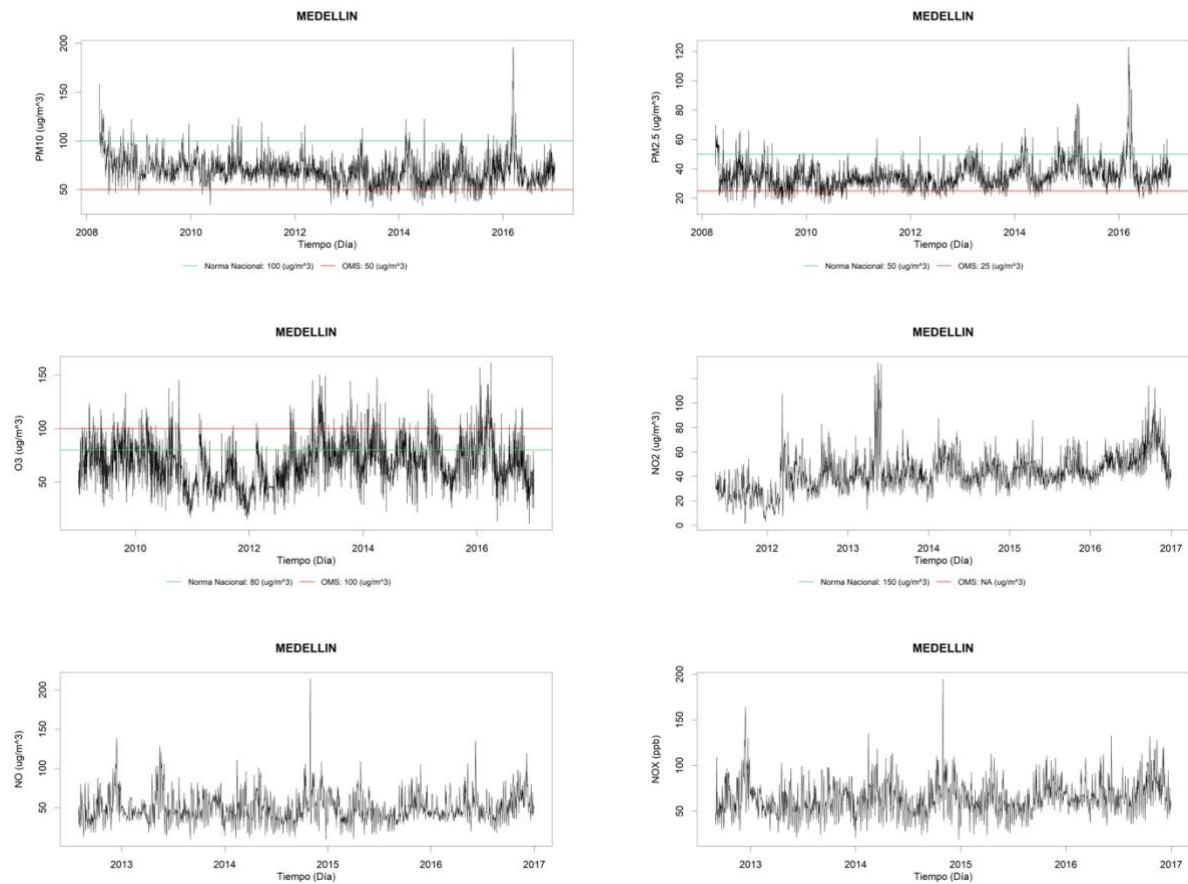 MEDELLIN
PM10 (ug/m^3)
200
150
100
50
2008 2010 2012 2014 2016
Tiempo (Día)
Norma Nacional: 100 (ug/m^3) OMS: 50 (ug/m^3)
MEDELLIN
PM2.5 (ug/m^3)
120
100
80
60
40
20
2008 2010 2012 2014 2016
Tiempo (Día)
Norma Nacional: 50 (ug/m^3) OMS: 25 (ug/m^3)
MEDELLIN
O3 (ug/m^3)
150
100
50
2010 2012 2014 2016
Tiempo (Día)
Norma Nacional: 80 (ug/m^3) OMS: 100 (ug/m^3)
MEDELLIN
NO2 (ug/m^3)
100
80
60
40
20
0
2012 2013 2014 2015 2016 2017
Tiempo (Día)
Norma Nacional: 150 (ug/m^3) OMS: NA (ug/m^3)
MEDELLIN
NO (ug/m^3)
200
150
100
50
2013 2014 2015 2016 2017
Tiempo (Día)
MEDELLIN
NOX (ppb)
200
150
100
50
2013 2014 2015 2016 2017
Tiempo (Día)